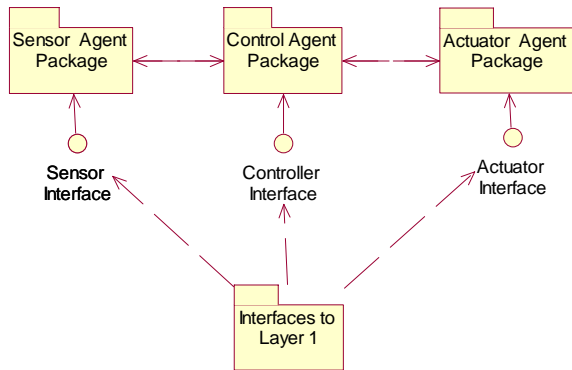 Sensor Agent
Package
Control Agent
Package
Actuator Agent
Package
Sensor
Interface
Controller
Interface
Actuator
Interface
Interfaces to
Layer 1